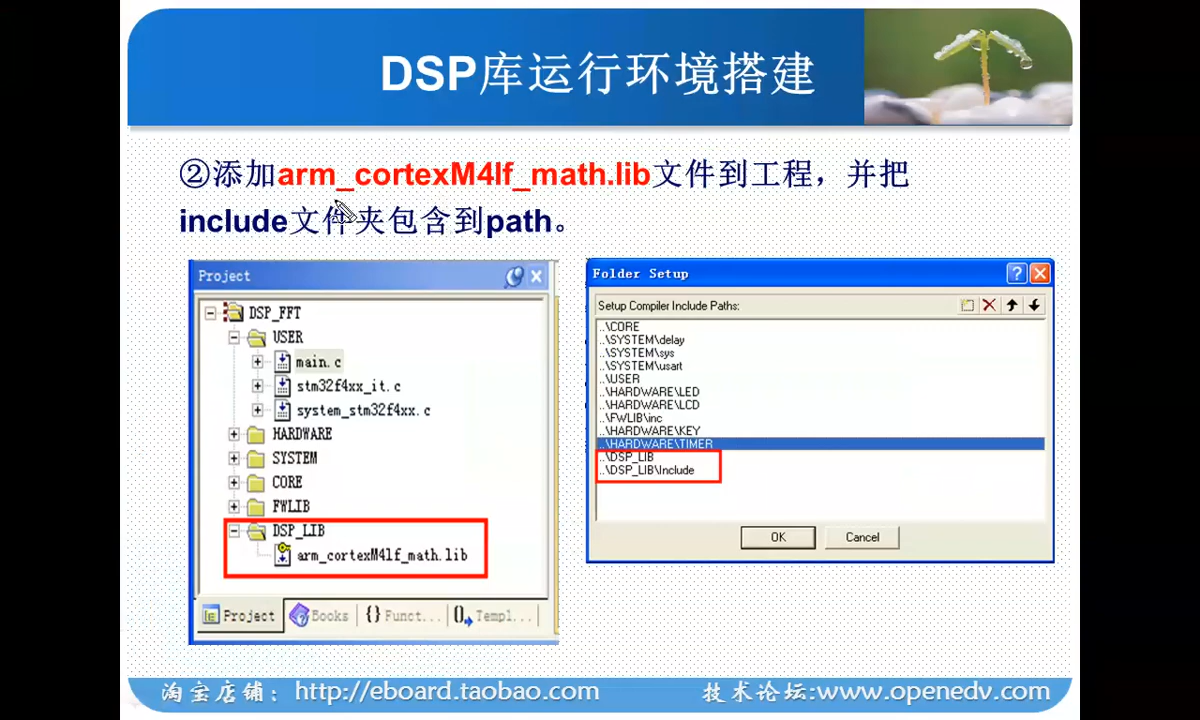 DSP库运行环境搭建
②添加arm_cortexM4lf_math.lib文件到工程，并把
include文件夹包含到path。
Project
DSP_FFT
USER
main.c
stm32f4xx_it.c
system_stm32f4xx.c
HARDWARE
SYSTEM
CORE
FWLIB
DSP_LIB
arm_cortexM4lf_math.lib
Project Books {} Funct... Templ...
Folder Setup
Setup Compiler Include Paths:
..\CORE
..\SYSTEM\delay
..\SYSTEM\sys
..\SYSTEM\usart
..\USER
..\HARDWARE\LED
..\HARDWARE\LCD
..\FWLIB\inc
..\HARDWARE\KEY
..\HARDWARE\TIMER
..\DSP_LIB
..\DSP_LIB\Include
OK Cancel
淘宝店铺：http://eboard.taobao.com 技术论坛:www.openedv.com